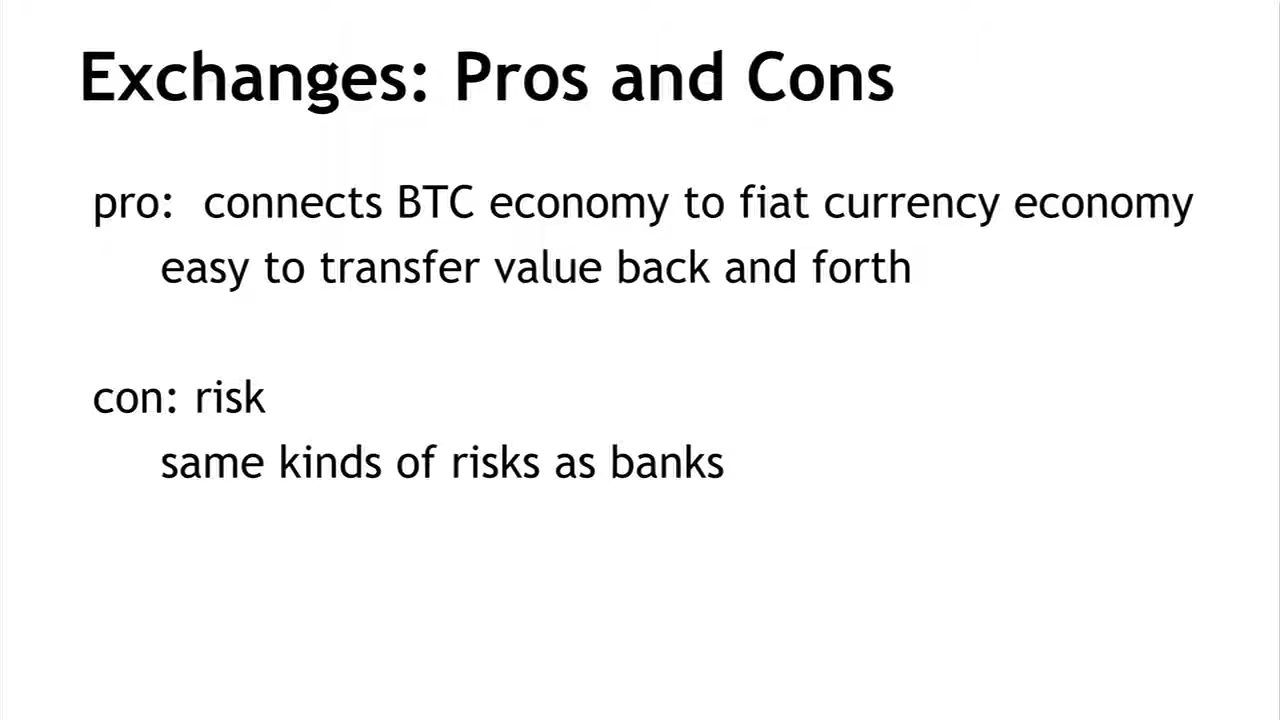 Exchanges: Pros and Cons
pro: connects BTC economy to fiat currency economy
easy to transfer value back and forth
con: risk
same kinds of risks as banks